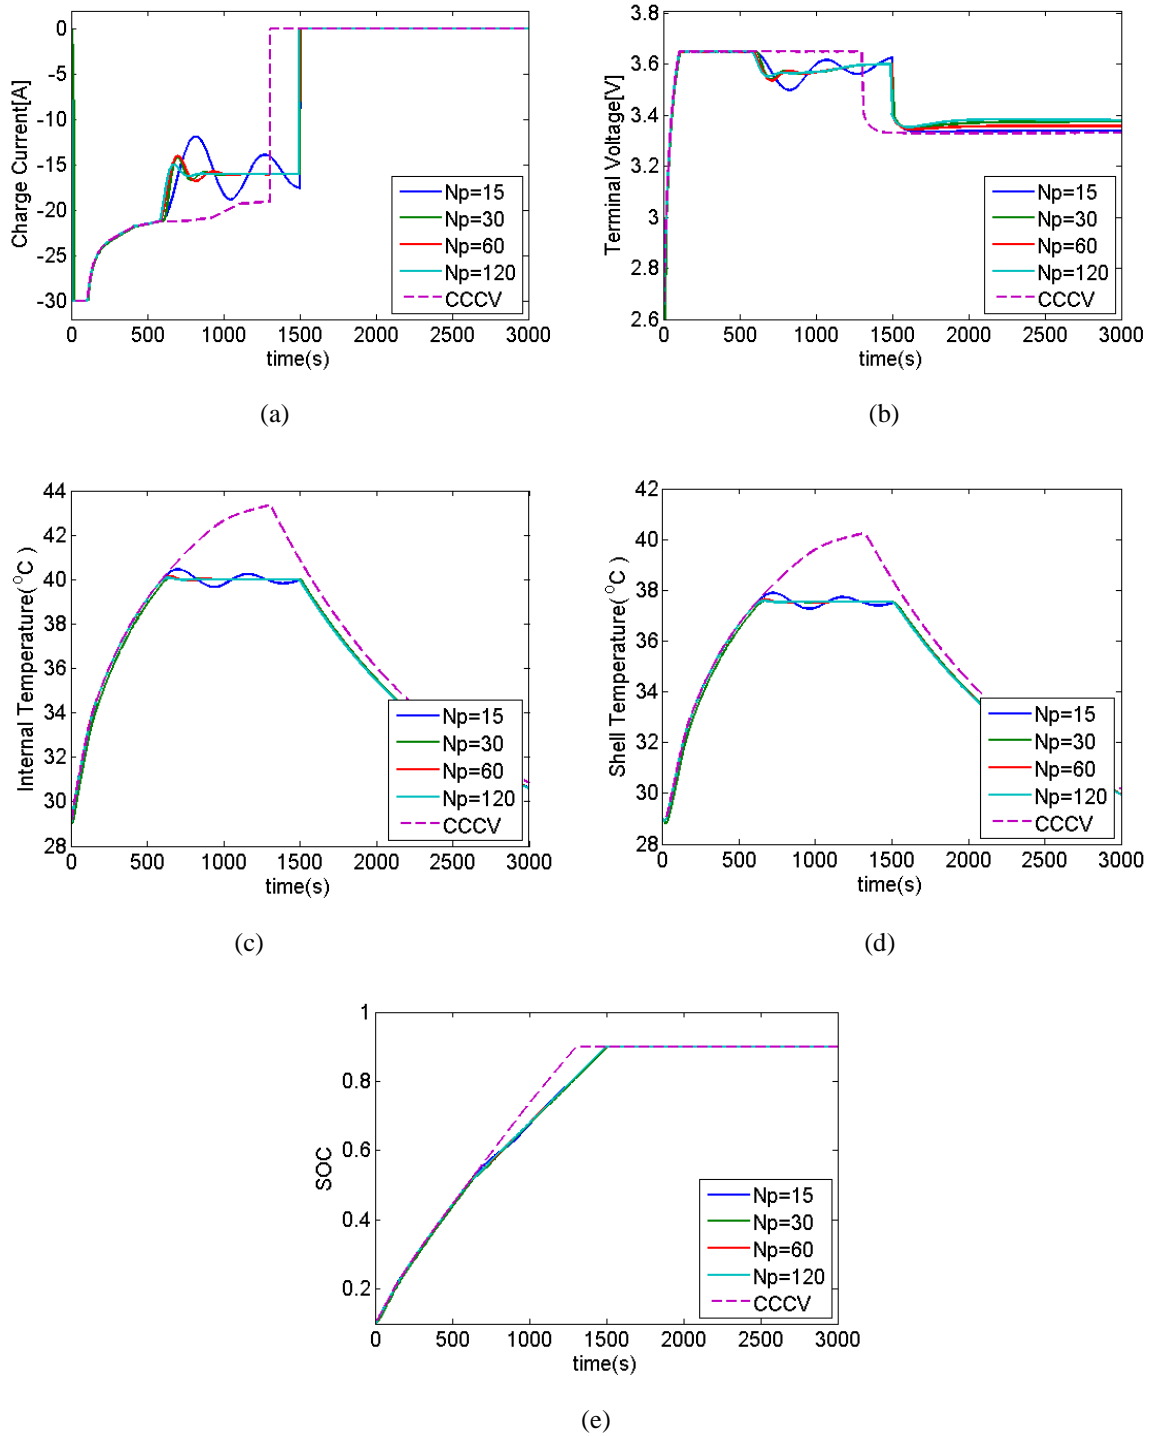 0
-5
-10
-15
-20
-25
-30
Charge Current[A]
Np=15
Np=30
Np=60
Np=120
CCCV
0 500 1000 1500 2000 2500 3000
time(s)
(a)
3.8
3.6
3.4
3.2
3
2.8
2.6
Terminal Voltage[V]
Np=15
Np=30
Np=60
Np=120
CCCV
0 500 1000 1500 2000 2500 3000
time(s)
(b)
44
42
40
38
36
34
32
30
28
Internal Temperature(°C )
Np=15
Np=30
Np=60
Np=120
CCCV
0 500 1000 1500 2000 2500 3000
time(s)
(c)
42
40
38
36
34
32
30
28
Shell Temperature( °C )
Np=15
Np=30
Np=60
Np=120
CCCV
0 500 1000 1500 2000 2500 3000
time(s)
(d)
1
0.8
0.6
0.4
0.2
SOC
Np=15
Np=30
Np=60
Np=120
CCCV
0 500 1000 1500 2000 2500 3000
time(s)
(e)